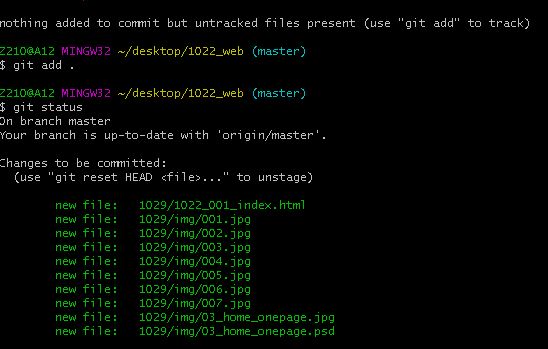 nothing added to commit but untracked files present (use "git add" to track)
Z210@A12 MINGW32 ~/desktop/1022_web (master)
$ git add .
Z210@A12 MINGW32 ~/desktop/1022_web (master)
$ git status
On branch master
Your branch is up-to-date with 'origin/master'.
Changes to be committed:
(use "git reset HEAD <file>..." to unstage)
new file: 1029/1022_001_index.html
new file: 1029/img/001.jpg
new file: 1029/img/002.jpg
new file: 1029/img/003.jpg
new file: 1029/img/004.jpg
new file: 1029/img/005.jpg
new file: 1029/img/006.jpg
new file: 1029/img/007.jpg
new file: 1029/img/03_home_onepage.jpg
new file: 1029/img/03_home_onepage.psd